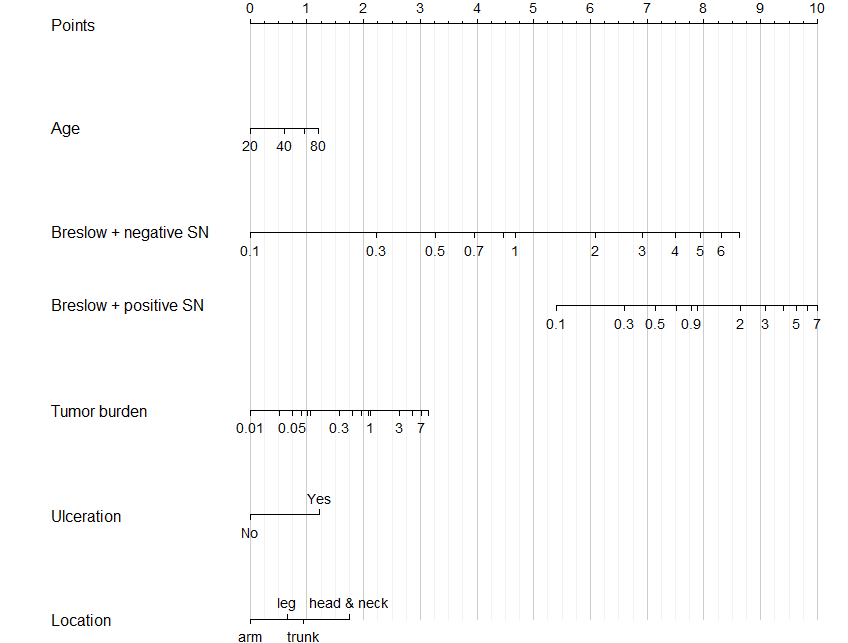 0 1 2 3 4 5 6 7 8 9 10
Points
Age
20 40 80
Breslow + negative SN
0.1 0.3 0.5 0.7 1 2 3 4 5 6
Breslow + positive SN
0.1 0.3 0.5 0.9 2 3 5 7
Tumor burden
0.01 0.05 0.3 1 3 7
Yes
Ulceration
No
leg head & neck
Location
arm trunk